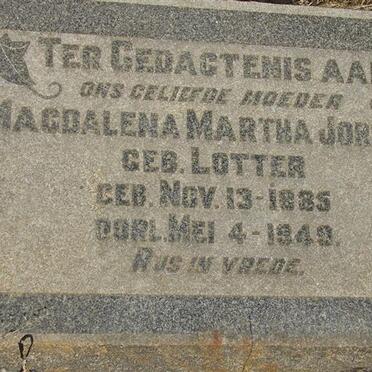 TER GEDACTENIS AAN
ONS GELIEFDE MOEDER
MAGDALENA MARTHA
GEB. LOTTER
GEB. NOV. 13-1885
OORL. MEI 4-1949.
RUS IN VREDE.